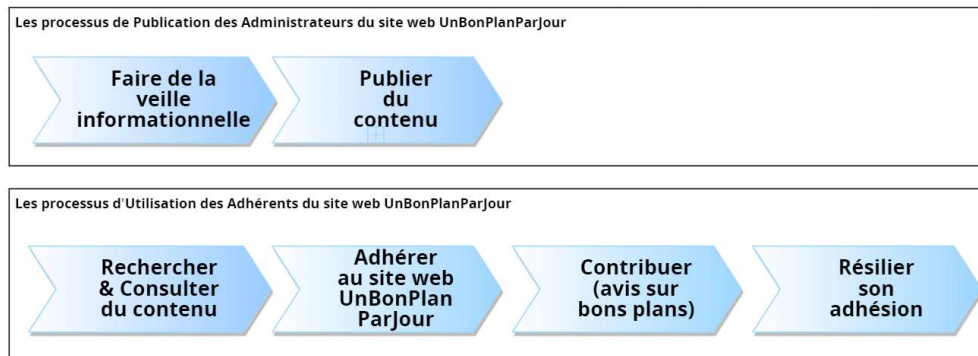 Les processus de Publication des Administrateurs du site web UnBonPlanParJour
Faire de la
veille
informationnelle
Publier
du
contenu
Les processus d'Utilisation des Adhérents du site web UnBonPlanParJour
Rechercher
& Consulter
du contenu
Adhérer
au site web
UnBonPlan
ParJour
Contribuer
(avis sur
bons plans)
Résilier
son
adhésion